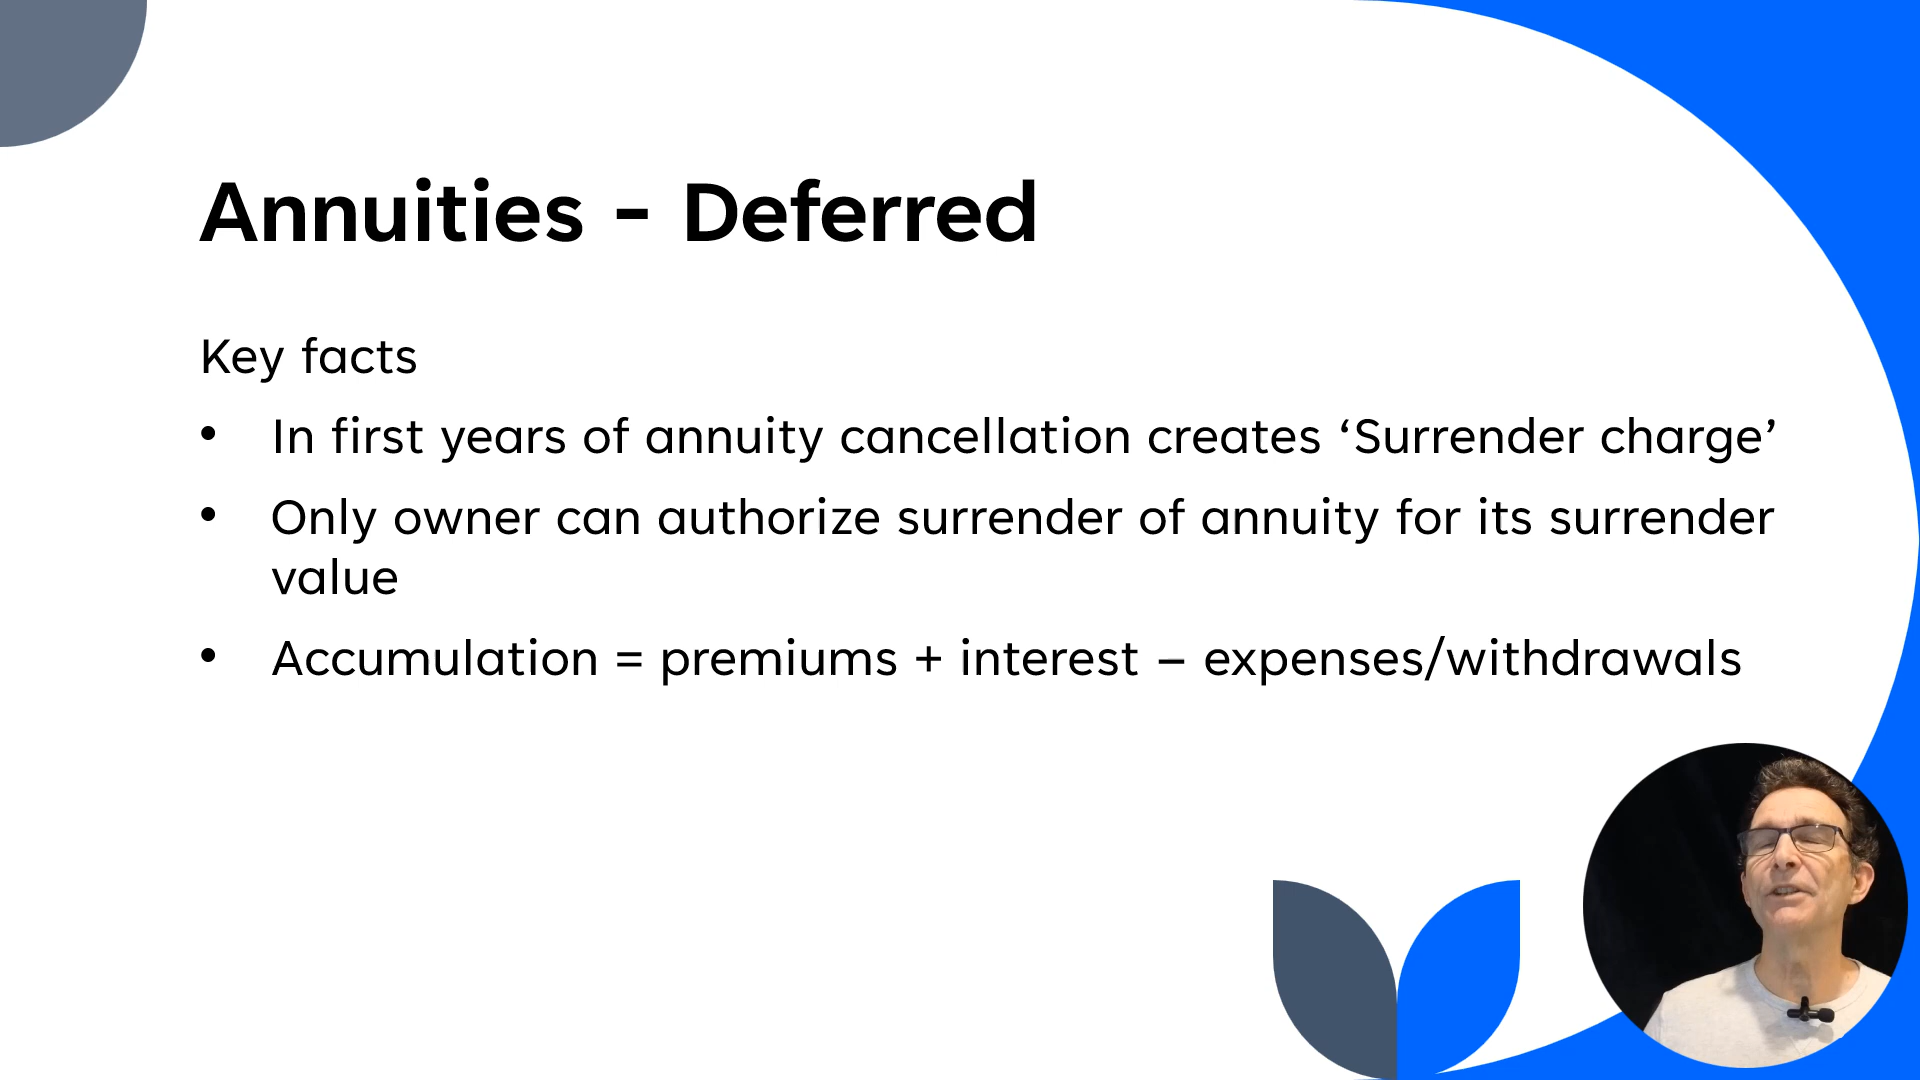 Annuities - Deferred
Key facts
• In first years of annuity cancellation creates ‘Surrender charge’
• Only owner can authorize surrender of annuity for its surrender
value
• Accumulation = premiums + interest – expenses/withdrawals